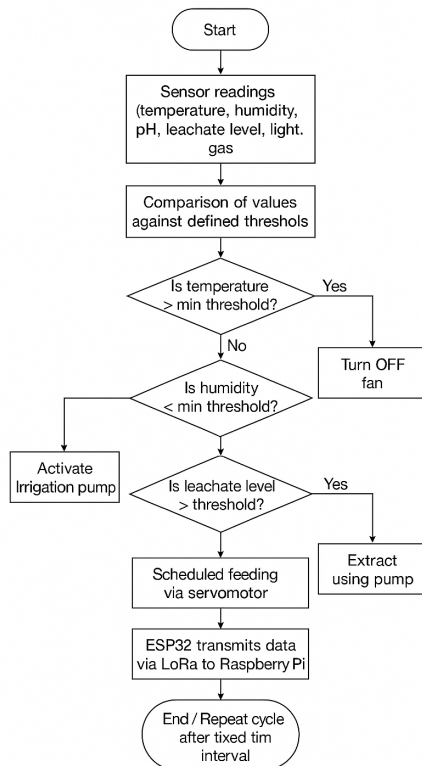 Start
Sensor readings
(temperature, humidity,
pH, leachate level, light.
gas
Comparison of values
against defined threshols
Is temperature
> min threshold?
Yes
No
Turn OFF
fan
Is humidity
< min threshold?
Activate
Irrigation pump
Is leachate level
> threshold?
Yes
Extract
using pump
Scheduled feeding
via servomotor
ESP32 transmits data
via LoRa to Raspberry Pi
End / Repeat cycle
after tixed tim
interval